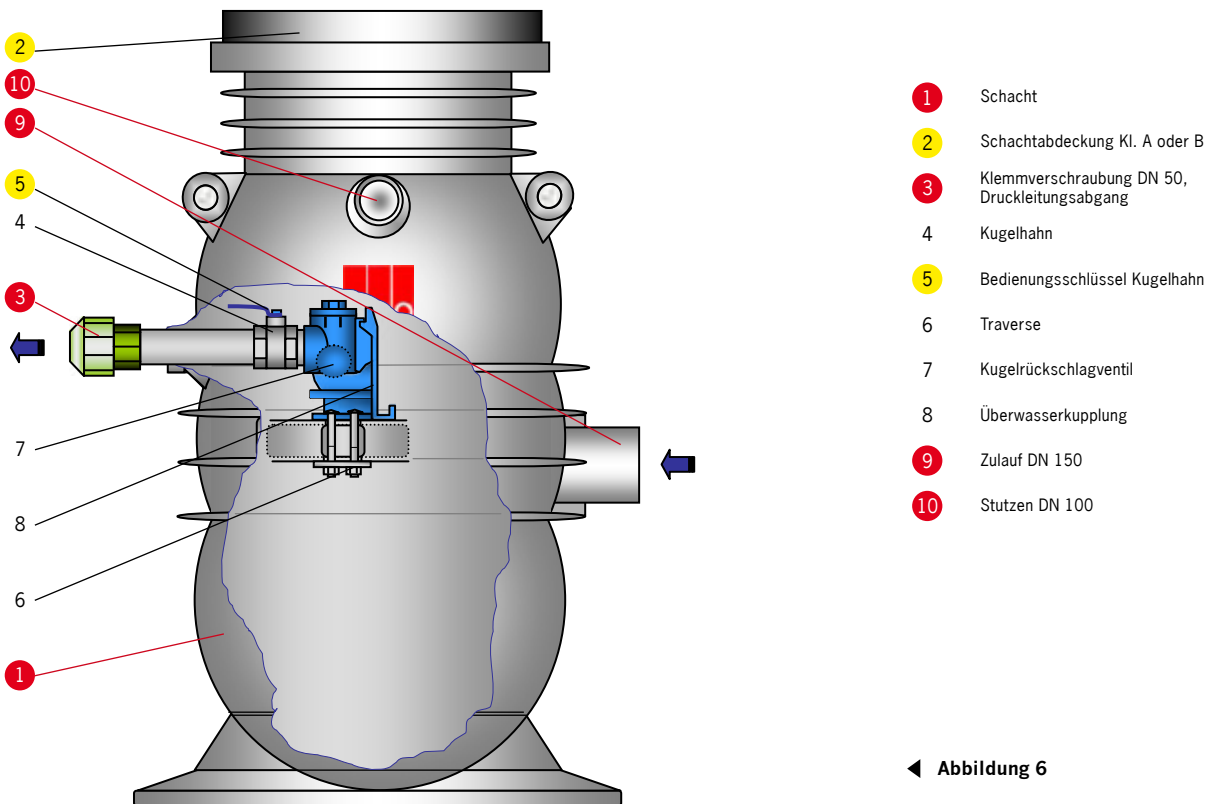 2
10
9
5
4
3
7
8
6
1
1 Schacht
2 Schachtabdeckung Kl. A oder B
3 Klemmverschraubung DN 50,
Druckleitungsabgang
4 Kugelhahn
5 Bedienungsschlüssel Kugelhahn
6 Traverse
7 Kugelrückschlagventil
8 Überwasserkupplung
9 Zulauf DN 150
10 Stutzen DN 100
Abbildung 6